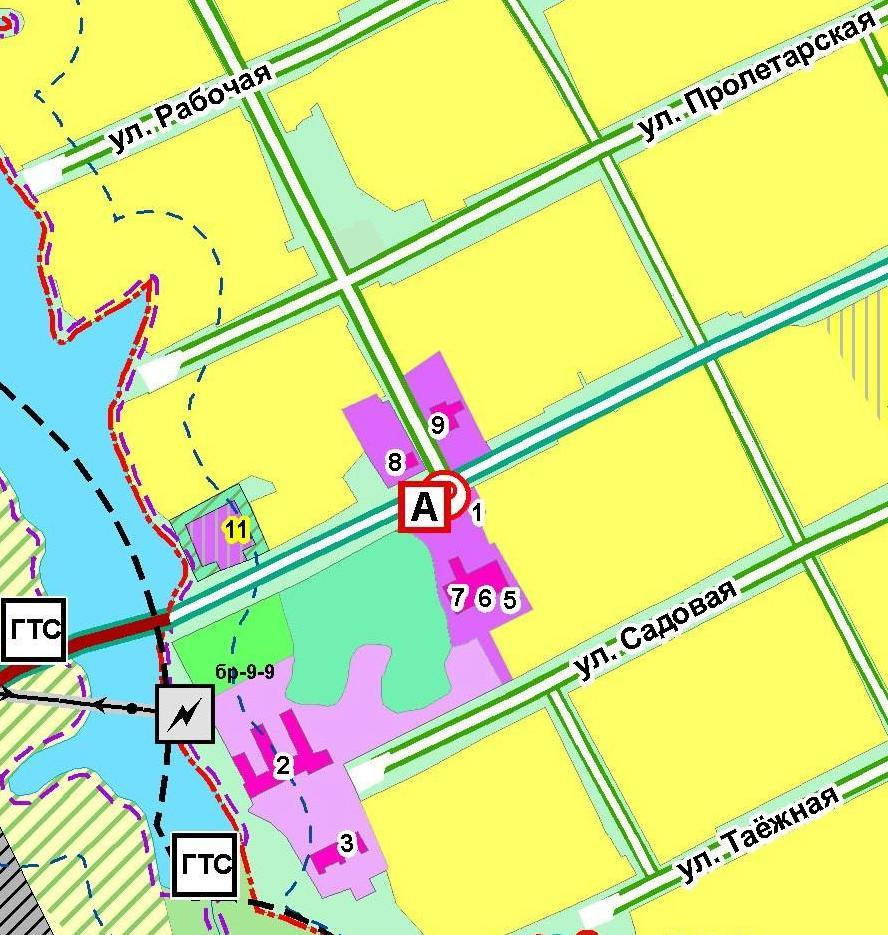 ул. Рабочая
ул. Пролетарская
9
8
А
1
11
7 6 5
ГТС
ул. Садовая
бр-9-9
2
ул. Таёжная
3
ГТС